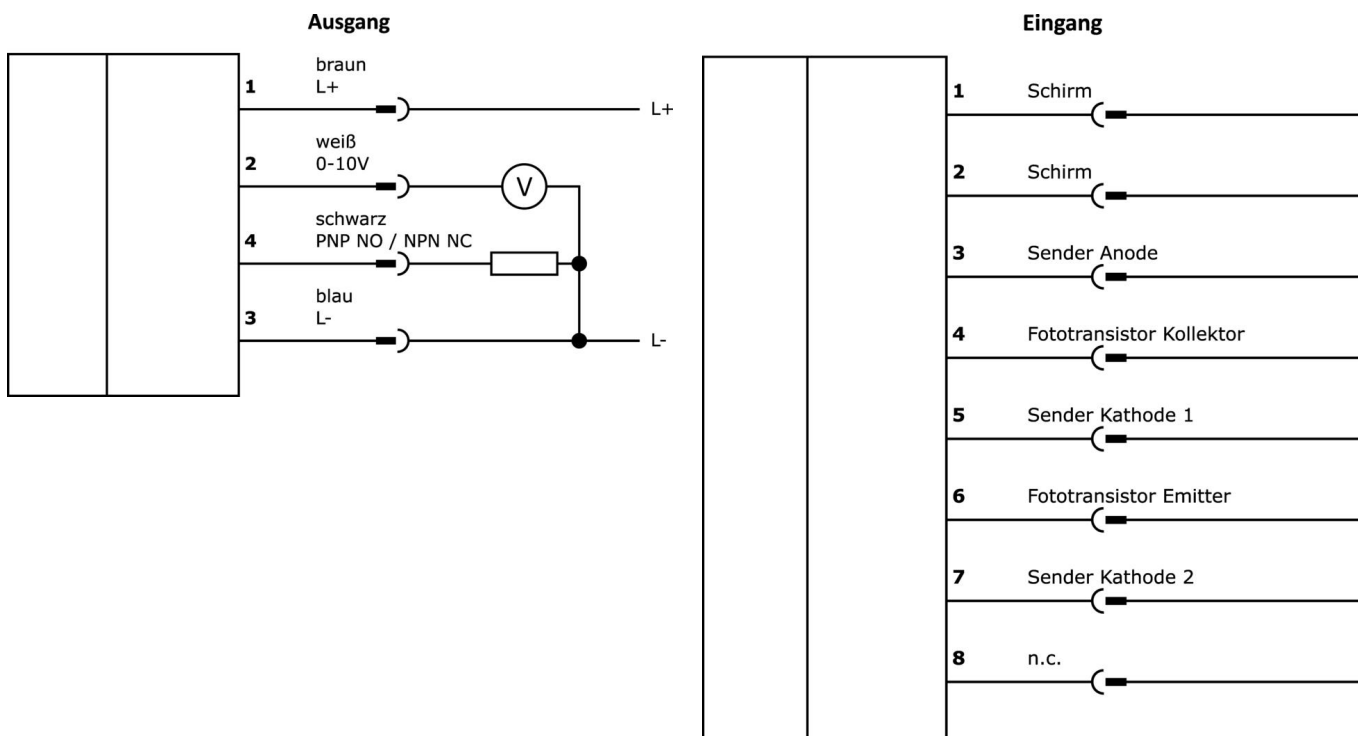 Ausgang
braun
1 L+
L+
weiß
2 0-10V
V
schwarz
4 PNP NO / NPN NC
blau
3 L-
L-
Eingang
1 Schirm
2 Schirm
3 Sender Anode
4 Fototransistor Kollektor
5 Sender Kathode 1
6 Fototransistor Emitter
7 Sender Kathode 2
8 n.c.